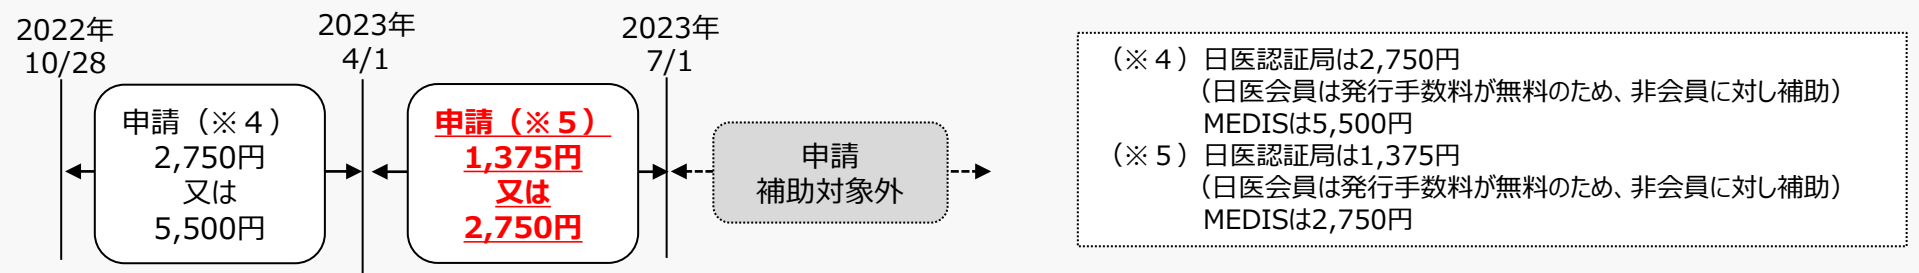 2022年
10/28
2023年
4/1
2023年
7/1
申請（※４）
2,750円
又は
5,500円
申請（※５）
1,375円
又は
2,750円
申請
補助対象外
（※４）日医認証局は2,750円
（日医会員は発行手数料が無料のため、非会員に対し補助）
MEDISは5,500円
（※５）日医認証局は1,375円
（日医会員は発行手数料が無料のため、非会員に対し補助）
MEDISは2,750円